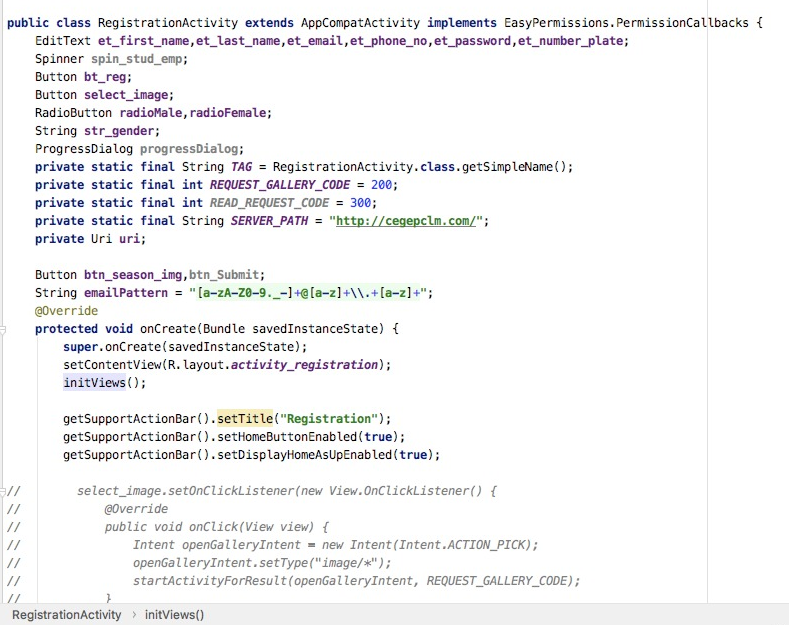 public class RegistrationActivity extends AppCompatActivity implements EasyPermissions.PermissionCallbacks {
    EditText et_first_name,et_last_name,et_email,et_phone_no,et_password,et_number_plate;
    Spinner spin_stud_emp;
    Button bt_reg;
    Button select_image;
    RadioButton radioMale,radioFemale;
    String str_gender;
    ProgressDialog progressDialog;
    private static final String TAG = RegistrationActivity.class.getSimpleName();
    private static final int REQUEST_GALLERY_CODE = 200;
    private static final int READ_REQUEST_CODE = 300;
    private static final String SERVER_PATH = "http://cegepclm.com/";
    private Uri uri;

    Button btn_season_img,btn_Submit;
    String emailPattern = "[a-zA-Z0-9._-]+@[a-z]+\\.+[a-z]+";
    @Override
    protected void onCreate(Bundle savedInstanceState) {
        super.onCreate(savedInstanceState);
        setContentView(R.layout.activity_registration);
        initViews();

        getSupportActionBar().setTitle("Registration");
        getSupportActionBar().setHomeButtonEnabled(true);
        getSupportActionBar().setDisplayHomeAsUpEnabled(true);

//        select_image.setOnClickListener(new View.OnClickListener() {
//            @Override
//            public void onClick(View view) {
//                Intent openGalleryIntent = new Intent(Intent.ACTION_PICK);
//                openGalleryIntent.setType("image/*");
//                startActivityForResult(openGalleryIntent, REQUEST_GALLERY_CODE);
//            }
RegistrationActivity › initViews()